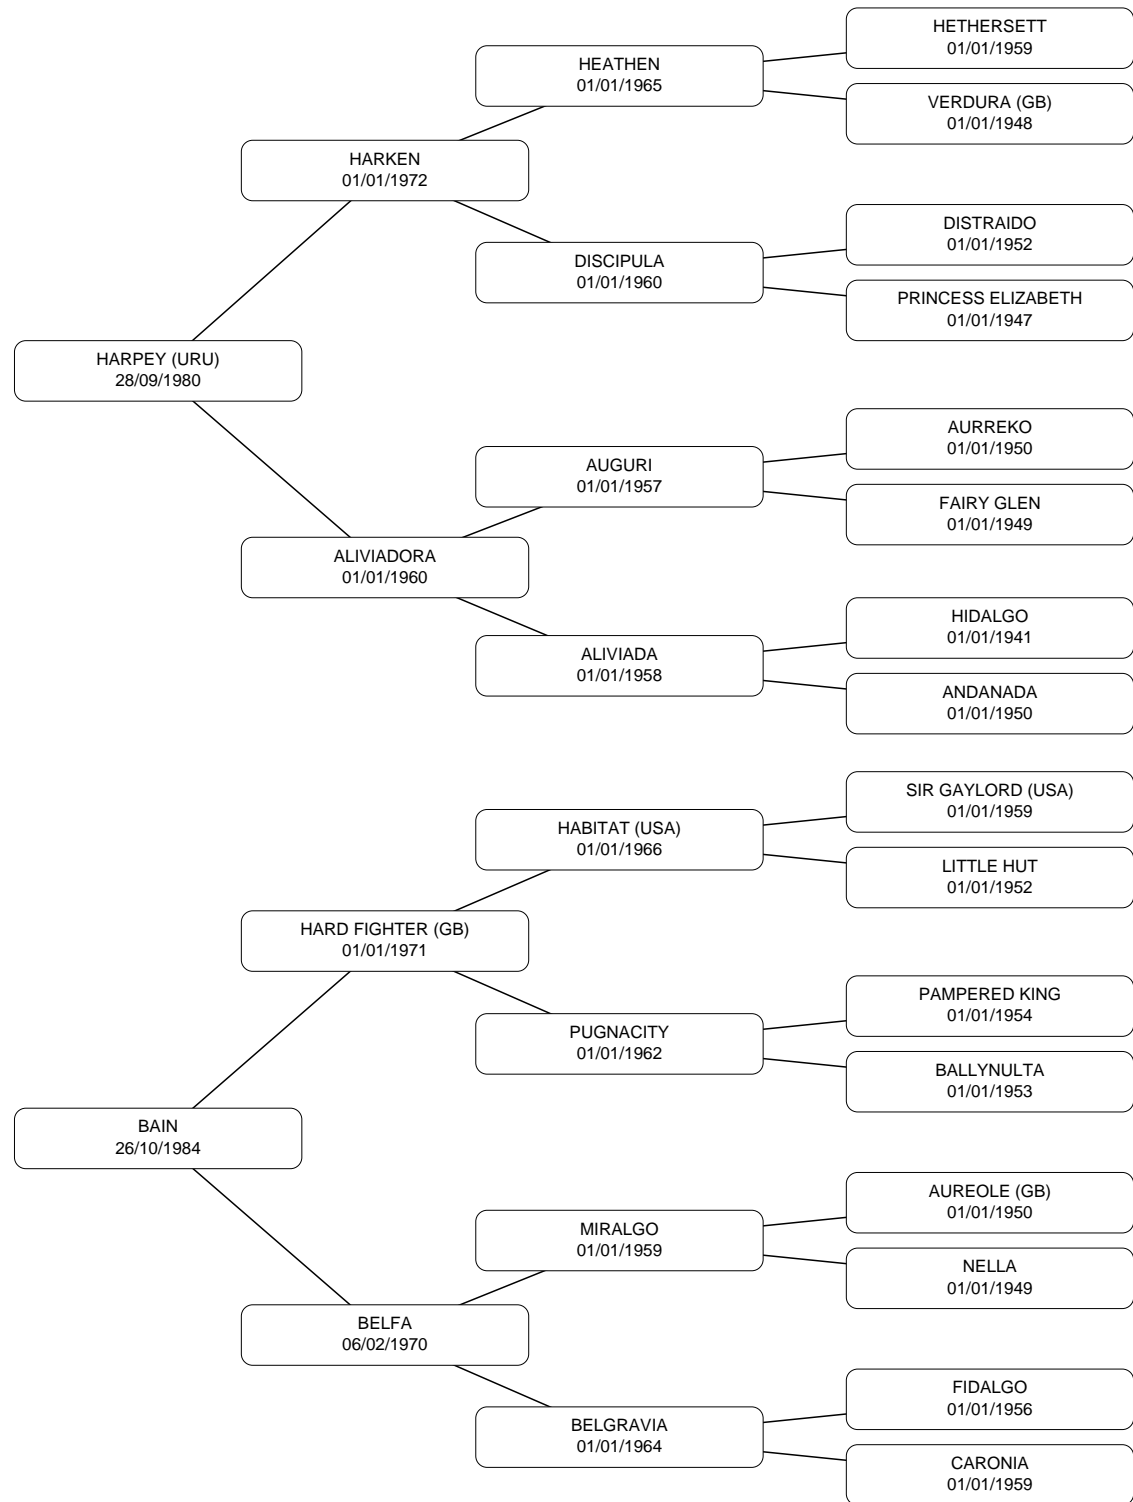 HETHERSETT
01/01/1959
HEATHEN
01/01/1965
VERDURA (GB)
01/01/1948
HARKEN
01/01/1972
DISTRAIDO
01/01/1952
DISCIPULA
01/01/1960
PRINCESS ELIZABETH
01/01/1947
HARPEY (URU)
28/09/1980
AURREKO
01/01/1950
AUGURI
01/01/1957
FAIRY GLEN
01/01/1949
ALIVIADORA
01/01/1960
HIDALGO
01/01/1941
ALIVIADA
01/01/1958
ANDANADA
01/01/1950
SIR GAYLORD (USA)
01/01/1959
HABITAT (USA)
01/01/1966
LITTLE HUT
01/01/1952
HARD FIGHTER (GB)
01/01/1971
PAMPERED KING
01/01/1954
PUGNACITY
01/01/1962
BALLYNULTA
01/01/1953
BAIN
26/10/1984
AUREOLE (GB)
01/01/1950
MIRALGO
01/01/1959
NELLA
01/01/1949
BELFA
06/02/1970
FIDALGO
01/01/1956
BELGRAVIA
01/01/1964
CARONIA
01/01/1959